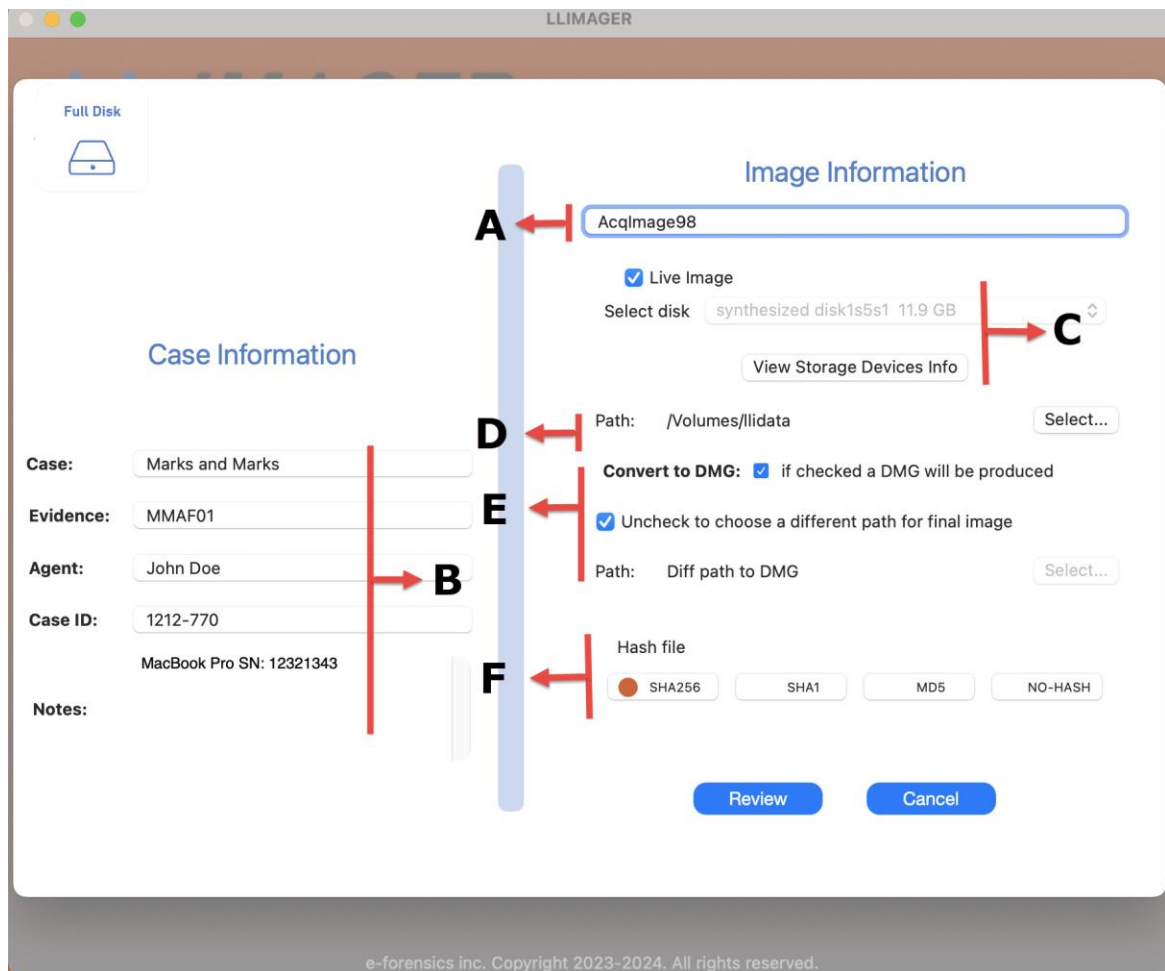 LLIMAGER
Full Disk
Image Information
A
AcqImage98
Live Image
Select disk synthesized disk1s5s1 11.9 GB
C
View Storage Devices Info
Case Information
D
Path: /Volumes/llidata Select...
Case: Marks and Marks
Convert to DMG: if checked a DMG will be produced
Evidence: MMAF01
E
Uncheck to choose a different path for final image
Agent: John Doe
B
Path: Diff path to DMG Select...
Case ID: 1212-770
MacBook Pro SN: 12321343
Notes:
F
Hash file
SHA256 SHA1 MD5 NO-HASH
Review Cancel
e-forensics inc. Copyright 2023-2024. All rights reserved.